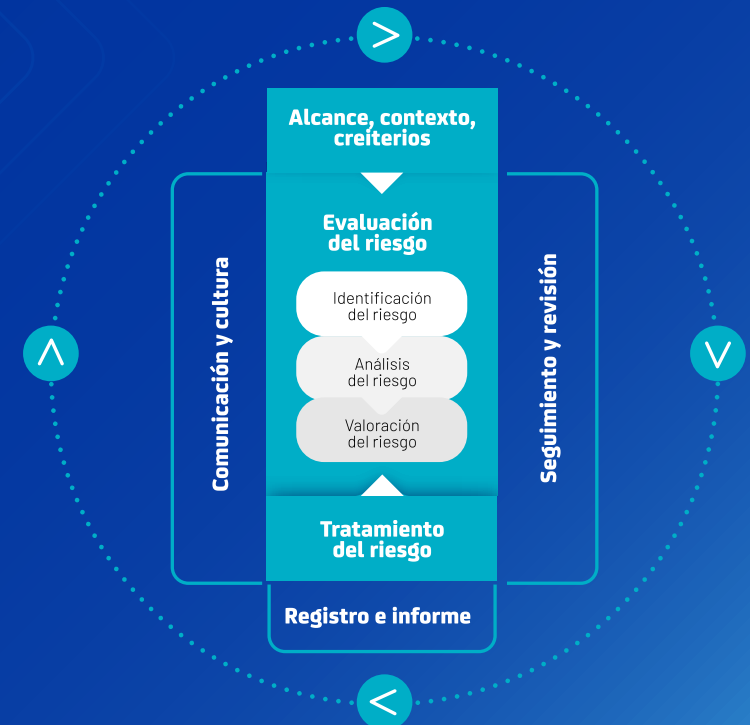 Alcance, contexto,
creiterios
Evaluación
del riesgo
Identificación
del riesgo
Análisis
del riesgo
Valoración
del riesgo
Comunicación y cultura
Seguimiento y revisión
Tratamiento
del riesgo
Registro e informe